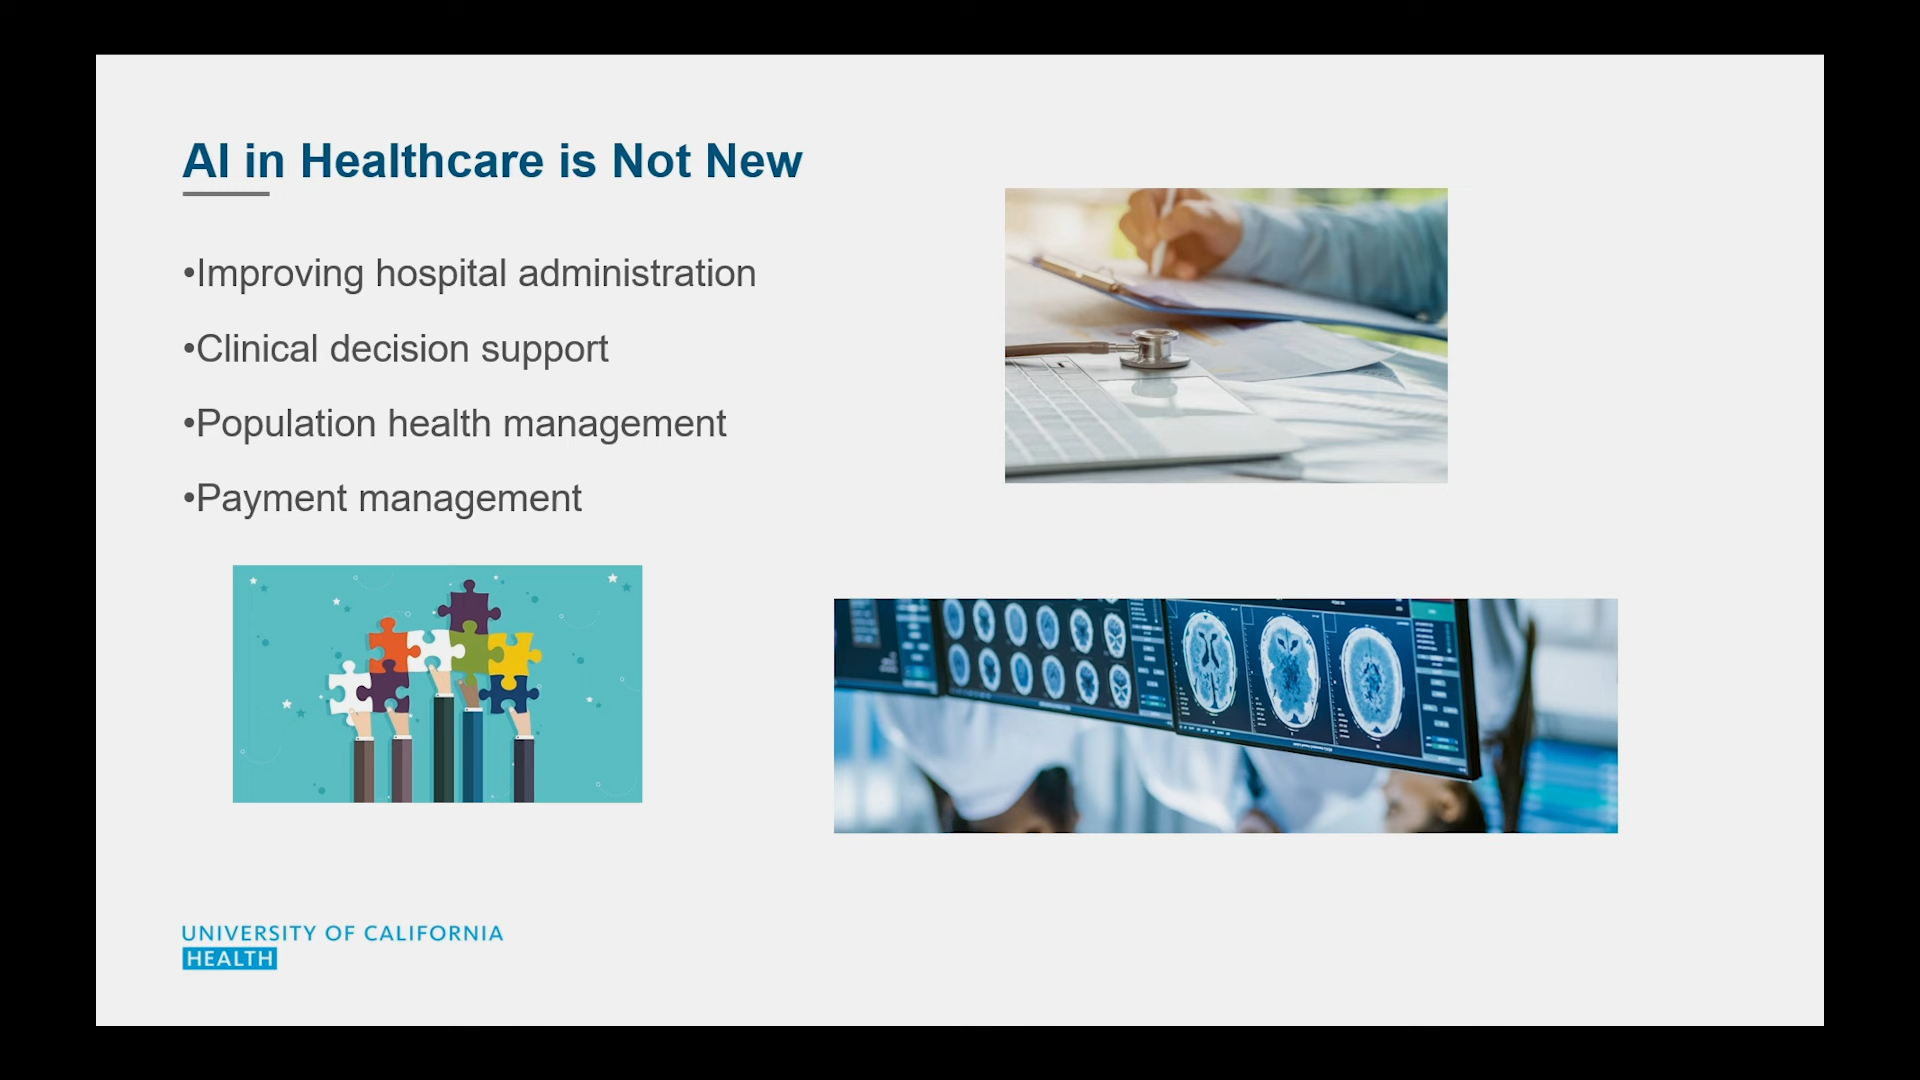 AI in Healthcare is Not New
•Improving hospital administration
•Clinical decision support
•Population health management
•Payment management
UNIVERSITY OF CALIFORNIA
HEALTH